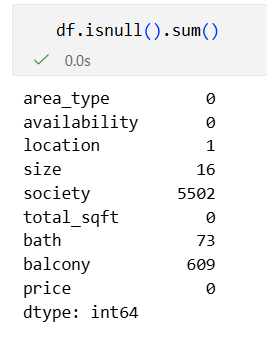 df.isnull().sum()
0.0s
area_type 0
availability 0
location 1
size 16
society 5502
total_sqft 0
bath 73
balcony 609
price 0
dtype: int64